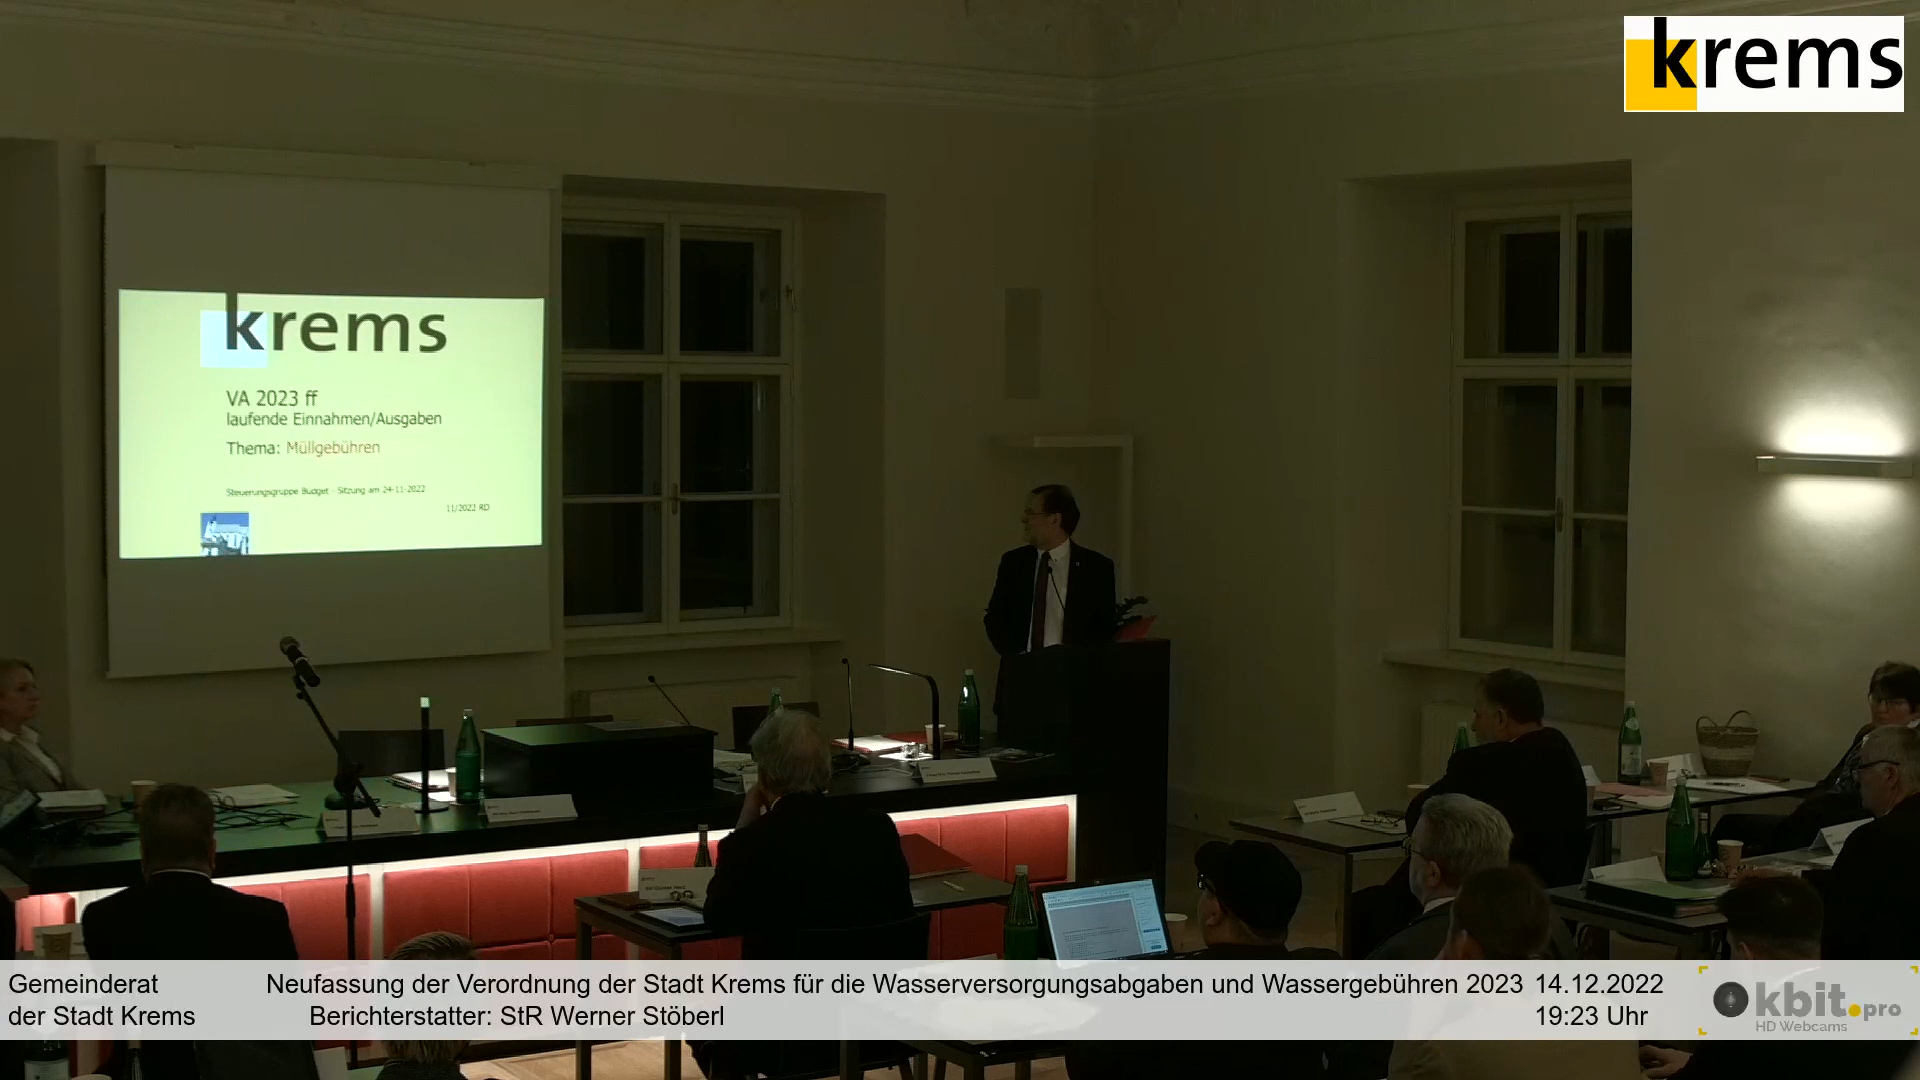 krems
krems
VA 2023 ff
laufende Einnahmen/Ausgaben
Thema: Müllgebühren
Steuerungsgruppe Budget - Sitzung am 24-11-2022
11/2022 RD
Gemeinderat
der Stadt Krems
Neufassung der Verordnung der Stadt Krems für die Wasserversorgungsabgaben und Wassergebühren 2023
Berichterstatter: StR Werner Stöberl
14.12.2022
19:23 Uhr
kbit.pro
HD Webcams